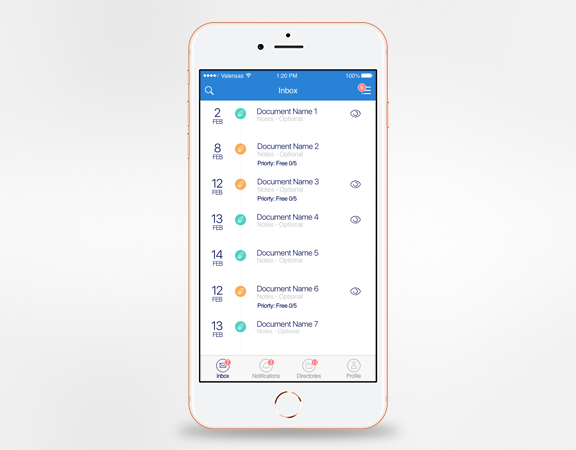 Valensas 1:20 PM 100%
Inbox
6
2 FEB Document Name 1
Notes - Optional
8 FEB Document Name 2
Notes - Optional
Priorty: Free 0/5
12 FEB Document Name 3
Notes - Optional
Priorty: Free 0/5
13 FEB Document Name 4
Notes - Optional
14 FEB Document Name 5
Notes - Optional
12 FEB Document Name 6
Notes - Optional
Priorty: Free 0/5
13 FEB Document Name 7
Notes - Optional
Inbox Notifications Directories Profile